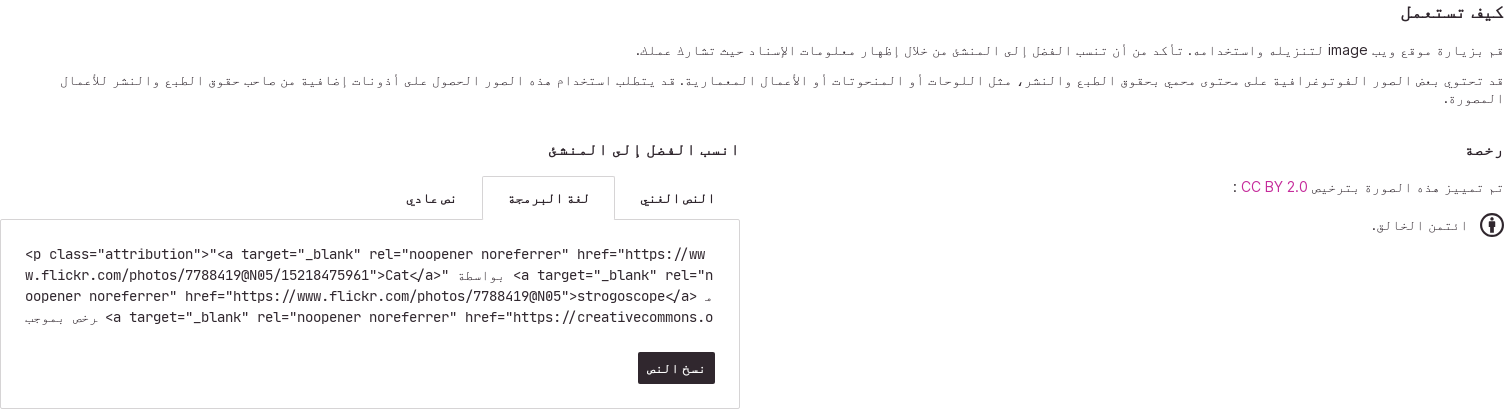 كيف تستعمل
قم بزيارة موقع ويب image لتنزيله واستخدامه. تأكد من أن تنسب الفضل إلى المنشئ من خلال إظهار معلومات الإسناد حيث تشارك عملك.
قد تحتوي بعض الصور الفوتوغرافية على محتوى محمي بحقوق الطبع والنشر، مثل اللوحات أو المنحوتات أو الأعمال المعمارية. قد يتطلب استخدام هذه الصور الحصول على أذونات إضافية من صاحب حقوق الطبع والنشر للأعمال
المصورة.
رخصة
تم تمييز هذه الصورة بترخيص CC BY 2.0 :
ائتمن الخالق.
انسب الفضل إلى المنشئ
النص الغني
لغة البرمجة
نص عادي
<p class="attribution">"<a target="_blank" rel="noopener noreferrer" href="https://ww
w.flickr.com/photos/7788419@N05/15218475961">Cat</a>" بواسطة <a target="_blank" rel="n
oopener noreferrer" href="https://www.flickr.com/photos/7788419@N05">strogoscope</a> م
رخص بموجب <a target="_blank" rel="noopener noreferrer" href="https://creativecommons.o
نسخ النص